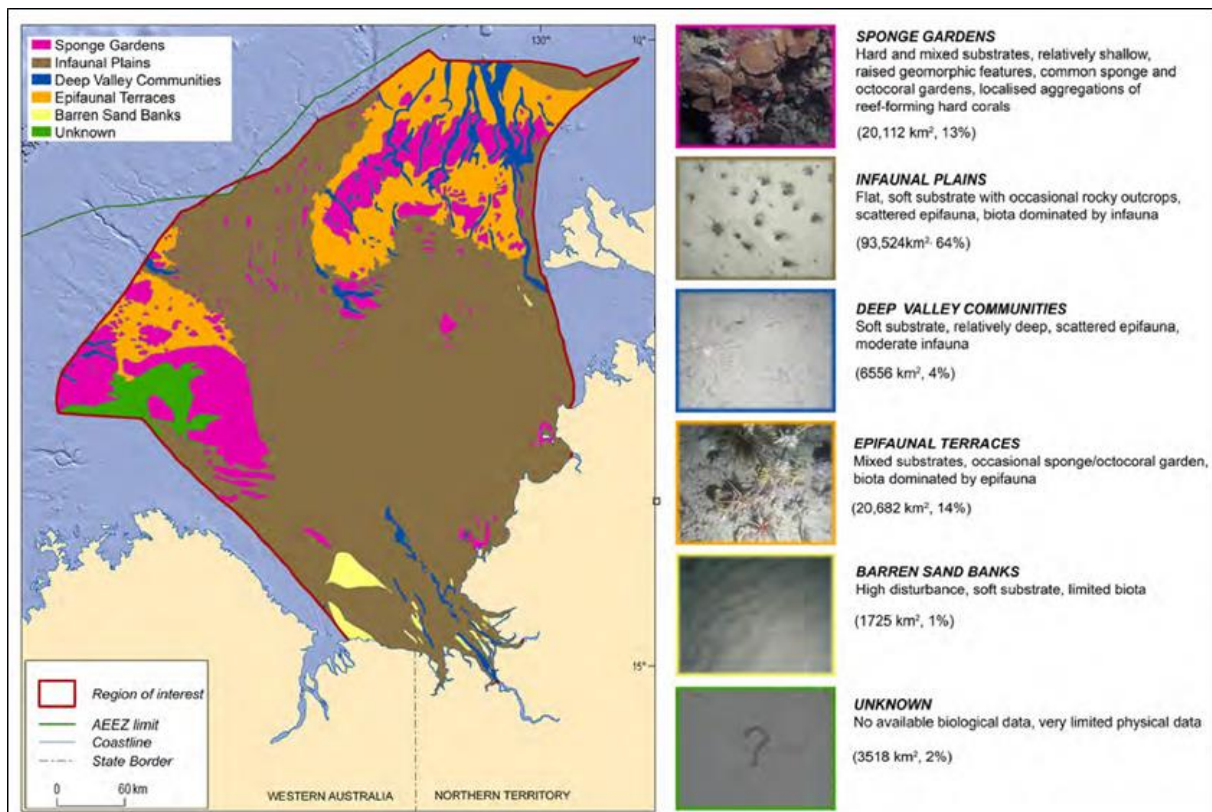 Sponge Gardens
Infaunal Plains
Deep Valley Communities
Epifaunal Terraces
Barren Sand Banks
Unknown
130°
10°
15°
Region of interest
AEEZ limit
Coastline
State Border
0 60 km
WESTERN AUSTRALIA
NORTHERN TERRITORY
SPONGE GARDENS
Hard and mixed substrates, relatively shallow,
raised geomorphic features, common sponge and
octocoral gardens, localised aggregations of
reef-forming hard corals
(20,112 km², 13%)
INFAUNAL PLAINS
Flat, soft substrate with occasional rocky outcrops,
scattered epifauna, biota dominated by infauna
(93,524km², 64%)
DEEP VALLEY COMMUNITIES
Soft substrate, relatively deep, scattered epifauna,
moderate infauna
(6556 km², 4%)
EPIFAUNAL TERRACES
Mixed substrates, occasional sponge/octocoral garden,
biota dominated by epifauna
(20,682 km², 14%)
BARREN SAND BANKS
High disturbance, soft substrate, limited biota
(1725 km², 1%)
?
UNKNOWN
No available biological data, very limited physical data
(3518 km², 2%)